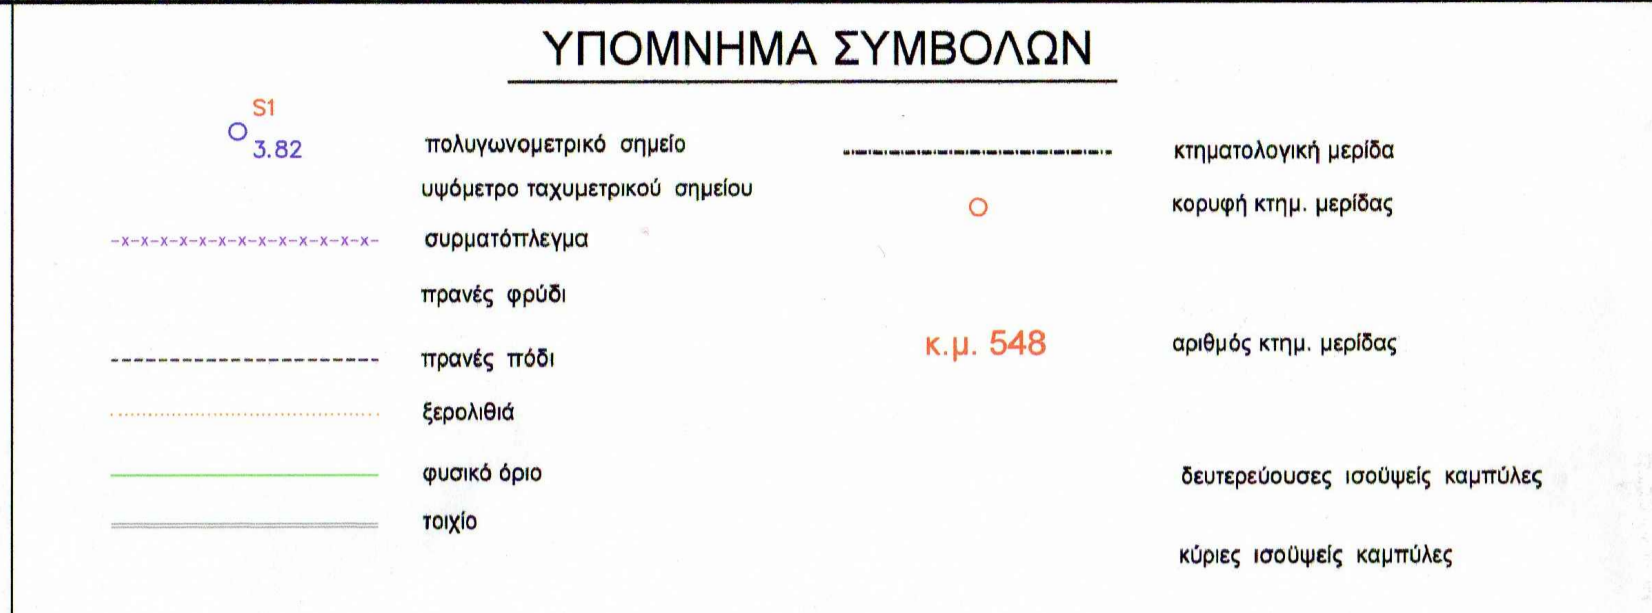 ΥΠΟΜΝΗΜΑ ΣΥΜΒΟΛΩΝ
S1
3.82
πολυγωνομετρικό σημείο
υψόμετρο ταχυμετρικού σημείου
-x-x-x-x-x-x-x-x-x-x-x-x-x-
συρματόπλεγμα
πρανές φρύδι
πρανές πόδι
ξερολιθιά
φυσικό όριο
τοιχίο
κτηματολογική μερίδα
κορυφή κτημ. μερίδας
κ.μ. 548
αριθμός κτημ. μερίδας
δευτερεύουσες ισοϋψείς καμπύλες
κύριες ισοϋψείς καμπύλες